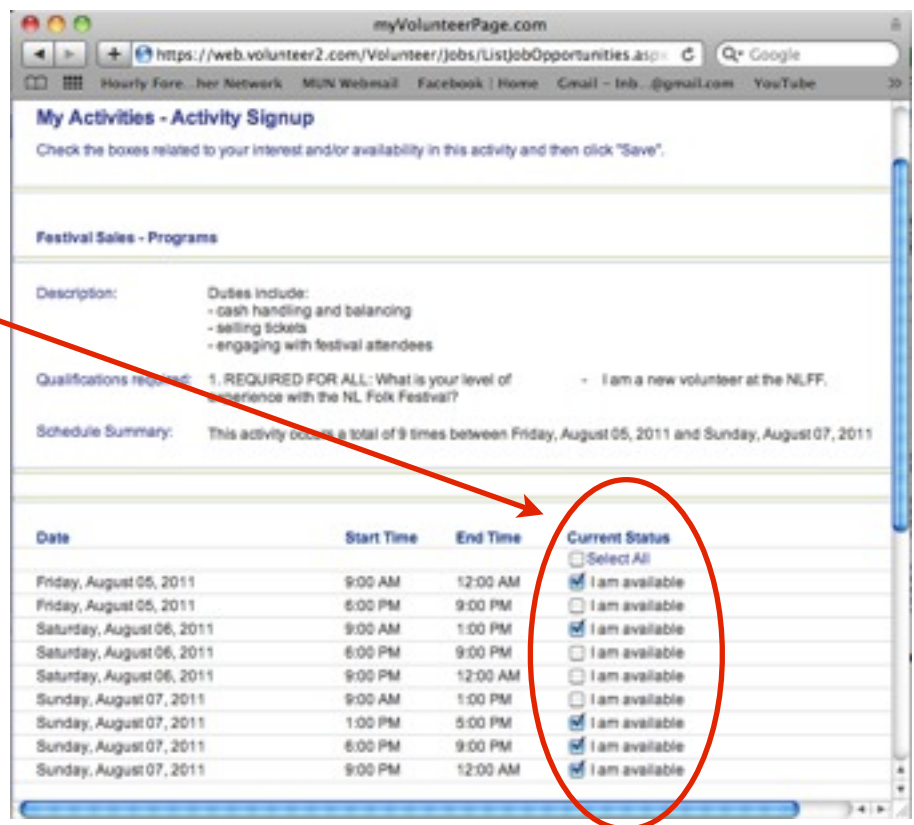 myVolunteerPage.com
https://web.volunteer2.com/Volunteer/Jobs/ListJobOpportunities.asp
Google
Hourly Fore...her Network MUN Webmail Facebook | Home Gmail – Inb...@gmail.com YouTube
My Activities - Activity Signup
Check the boxes related to your interest and/or availability in this activity and then click "Save".
Festival Sales - Programs
Description: Duties include:
- cash handling and balancing
- selling tickets
- engaging with festival attendees
Qualifications required: 1. REQUIRED FOR ALL: What is your level of - I am a new volunteer at the NLFF.
experience with the NL Folk Festival?
Schedule Summary: This activity occurs a total of 9 times between Friday, August 05, 2011 and Sunday, August 07, 2011
Date Start Time End Time Current Status
Select All
Friday, August 05, 2011 9:00 AM 12:00 AM I am available
Friday, August 05, 2011 6:00 PM 9:00 PM I am available
Saturday, August 06, 2011 9:00 AM 1:00 PM I am available
Saturday, August 06, 2011 6:00 PM 9:00 PM I am available
Saturday, August 06, 2011 9:00 PM 12:00 AM I am available
Sunday, August 07, 2011 9:00 AM 1:00 PM I am available
Sunday, August 07, 2011 1:00 PM 5:00 PM I am available
Sunday, August 07, 2011 6:00 PM 9:00 PM I am available
Sunday, August 07, 2011 9:00 PM 12:00 AM I am available